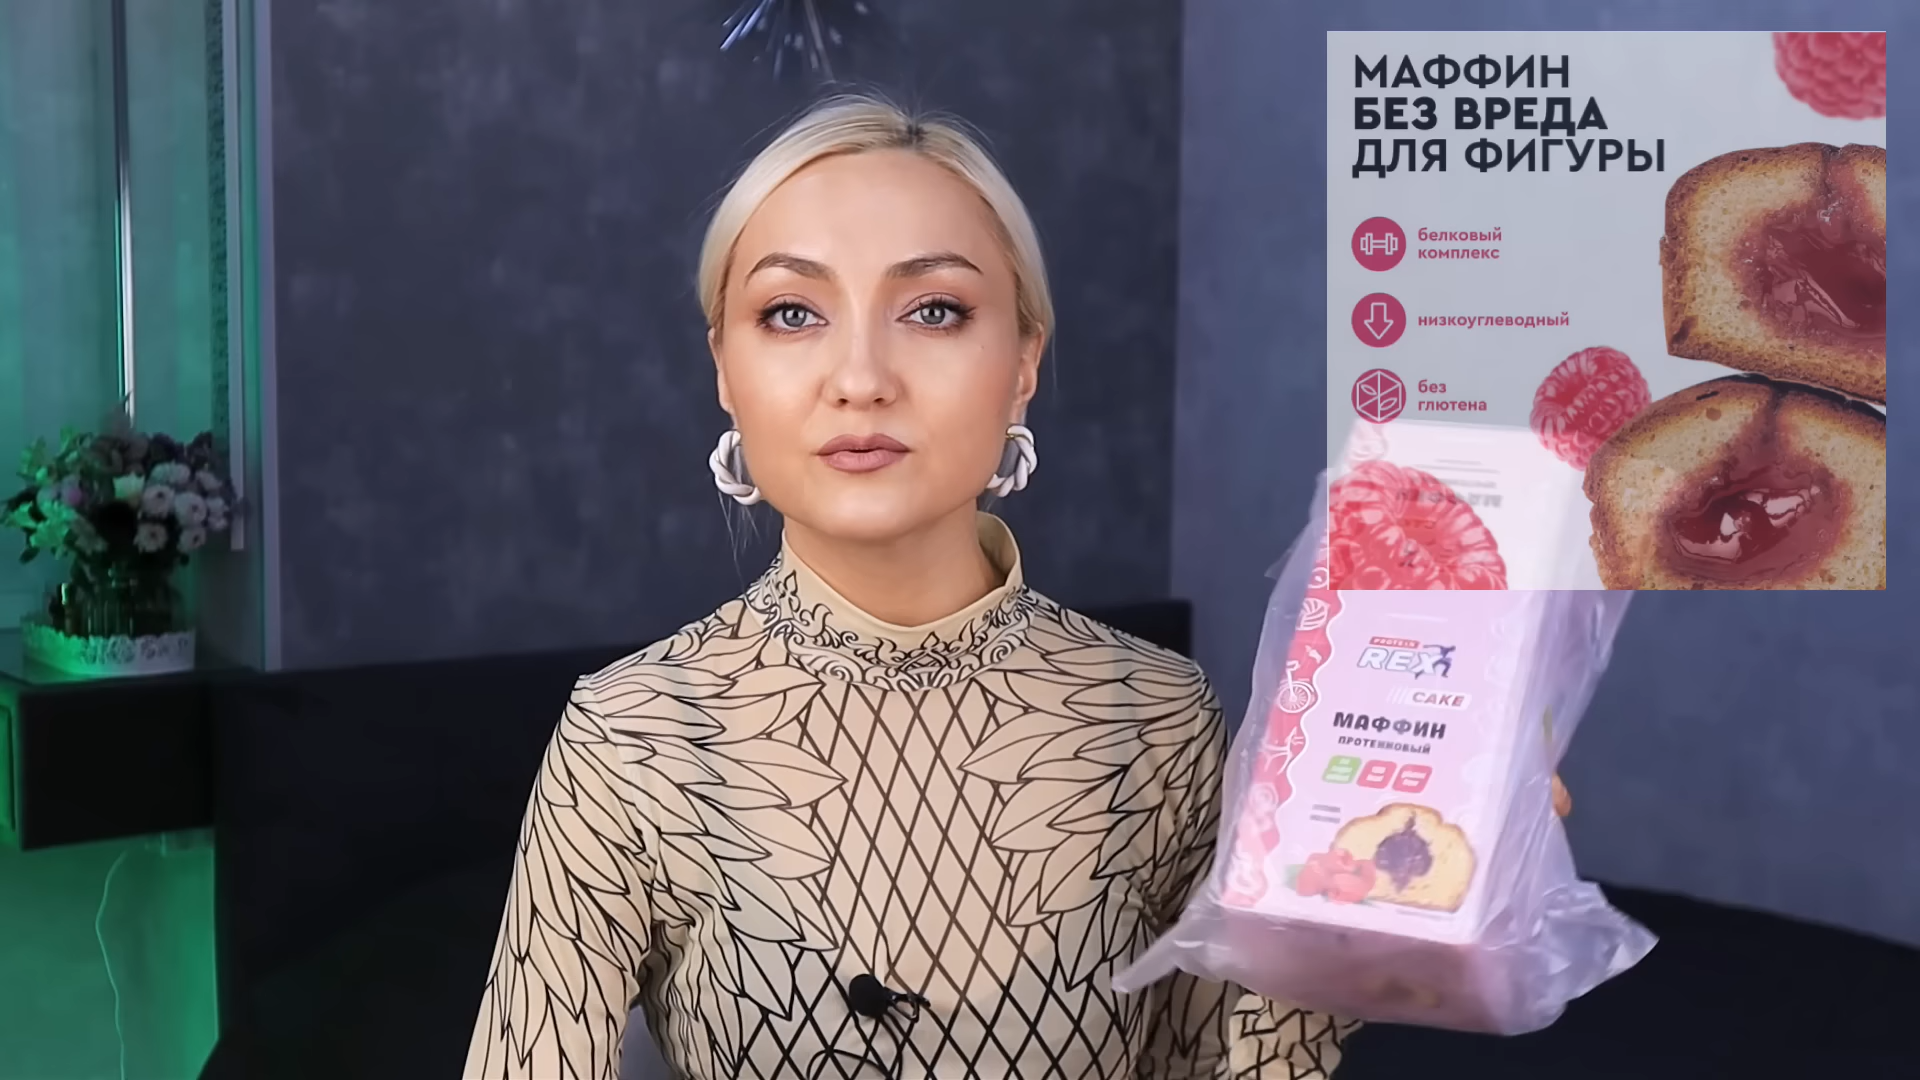 МАФФИН
БЕЗ ВРЕДА
ДЛЯ ФИГУРЫ
белковый
комплекс
низкоуглеводный
без
глютена
PROTEIN
REX
CAKE
МАФФИН
ПРОТЕИНОВЫЙ